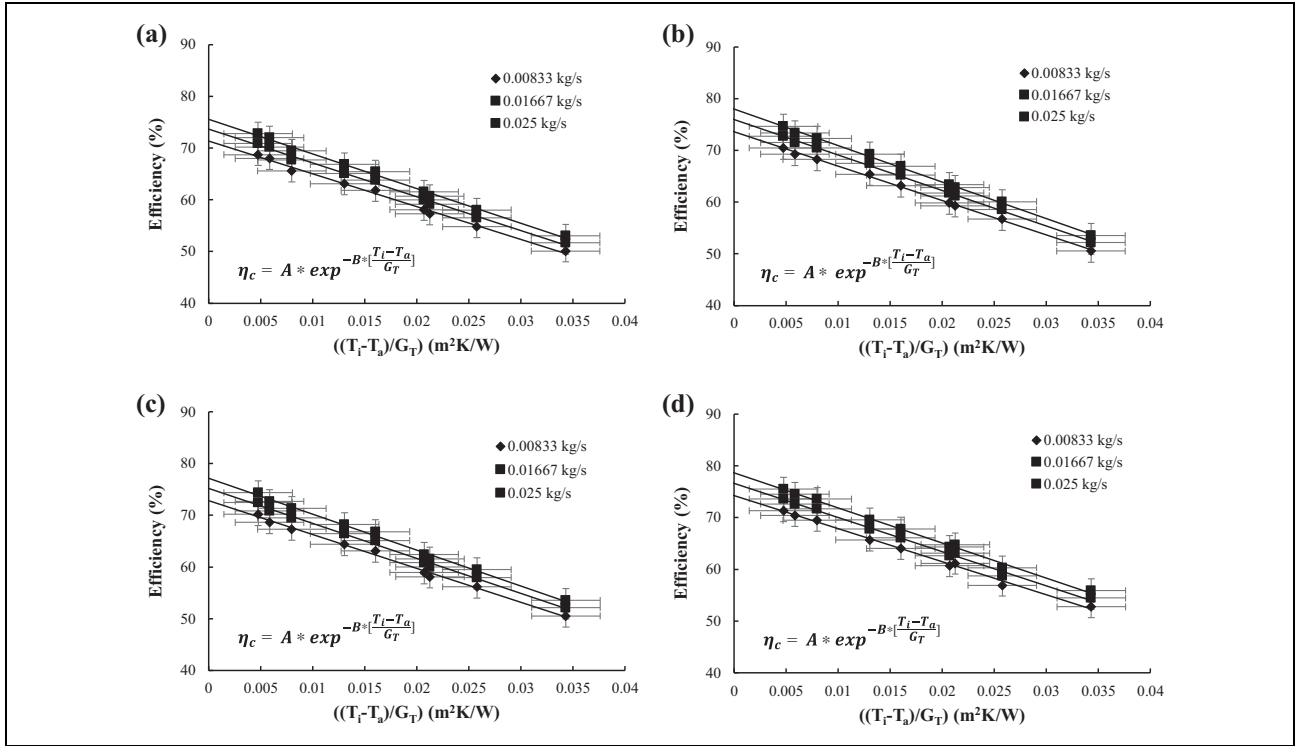 (a)
90
80
70
60
50
40
Efficiency (%)
0.00833 kg/s
0.01667 kg/s
0.025 kg/s
η_c = A * exp^{-B*[\frac{T_i-T_a}{G_T}]}
0 0.005 0.01 0.015 0.02 0.025 0.03 0.035 0.04
((T_i-T_a)/G_T) (m²K/W)
(b)
90
80
70
60
50
40
Efficiency (%)
0.00833 kg/s
0.01667 kg/s
0.025 kg/s
η_c = A * exp^{-B*[\frac{T_i-T_a}{G_T}]}
0 0.005 0.01 0.015 0.02 0.025 0.03 0.035 0.04
((T_i-T_a)/G_T) (m²K/W)
(c)
90
80
70
60
50
40
Efficiency (%)
0.00833 kg/s
0.01667 kg/s
0.025 kg/s
η_c = A * exp^{-B*[\frac{T_i-T_a}{G_T}]}
0 0.005 0.01 0.015 0.02 0.025 0.03 0.035 0.04
((T_i-T_a)/G_T) (m²K/W)
(d)
90
80
70
60
50
40
Efficiency (%)
0.00833 kg/s
0.01667 kg/s
0.025 kg/s
η_c = A * exp^{-B*[\frac{T_i-T_a}{G_T}]}
0 0.005 0.01 0.015 0.02 0.025 0.03 0.035 0.04
((T_i-T_a)/G_T) (m²K/W)